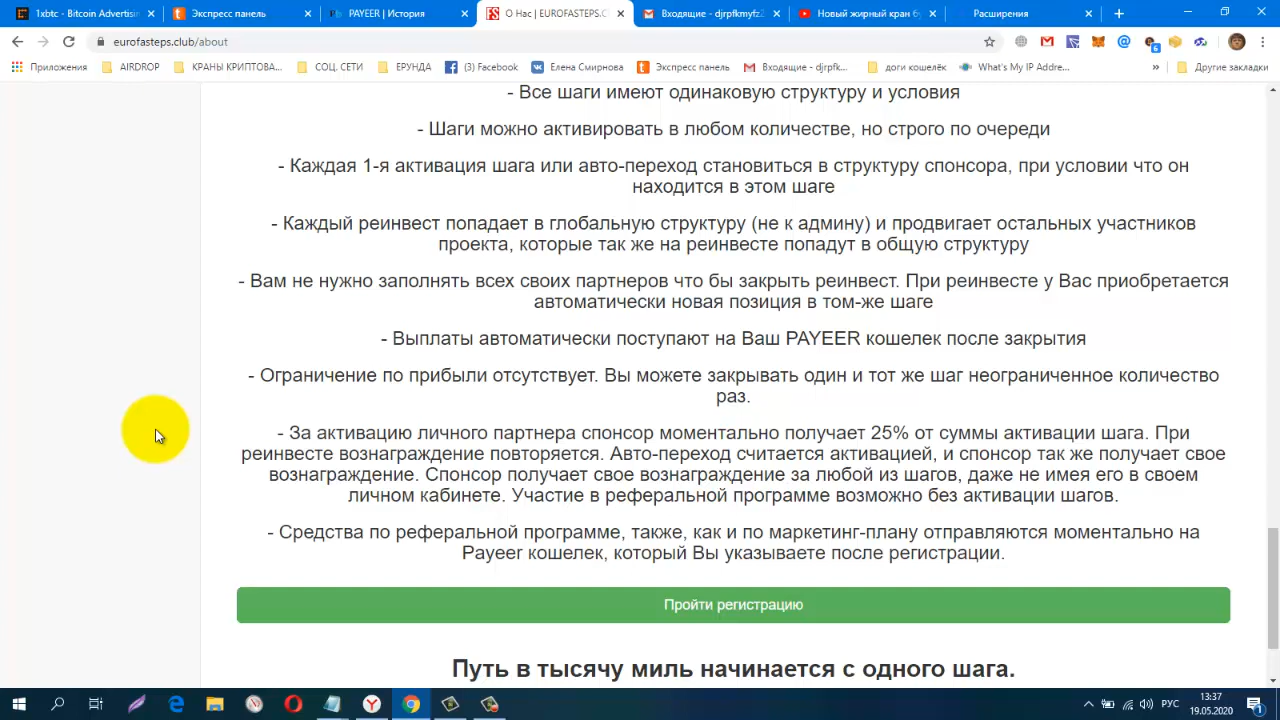 1xbtc - Bitcoin Advertisin
Экспресс панель
PAYEER | История
О Нас | EUROFASTEPS.C
Входящие - djrpfkmyfz
Новый жирный кран б
Расширения
eurofasteps.club/about
Приложения
AIRDROP
КРАНЫ КРИПТОВА...
СОЦ. СЕТИ
ЕРУНДА
(3) Facebook
Елена Смирнова
Экспресс панель
Входящие - djrpfk...
доги кошелёк
What's My IP Addre...
»
Другие закладки
- Все шаги имеют одинаковую структуру и условия
- Шаги можно активировать в любом количестве, но строго по очереди
- Каждая 1-я активация шага или авто-переход становиться в структуру спонсора, при условии что он
находится в этом шаге
- Каждый реинвест попадает в глобальную структуру (не к админу) и продвигает остальных участников
проекта, которые так же на реинвесте попадут в общую структуру
- Вам не нужно заполнять всех своих партнеров что бы закрыть реинвест. При реинвесте у Вас приобретается
автоматически новая позиция в том-же шаге
- Выплаты автоматически поступают на Ваш PAYEER кошелек после закрытия
- Ограничение по прибыли отсутствует. Вы можете закрывать один и тот же шаг неограниченное количество
раз.
- За активацию личного партнера спонсор моментально получает 25% от суммы активации шага. При
реинвесте вознаграждение повторяется. Авто-переход считается активацией, и спонсор так же получает свое
вознаграждение. Спонсор получает свое вознаграждение за любой из шагов, даже не имея его в своем
личном кабинете. Участие в реферальной программе возможно без активации шагов.
- Средства по реферальной программе, также, как и по маркетинг-плану отправляются моментально на
Payeer кошелек, который Вы указываете после регистрации.
Пройти регистрацию
Путь в тысячу миль начинается с одного шага.
РУС
13:37
19.05.2020